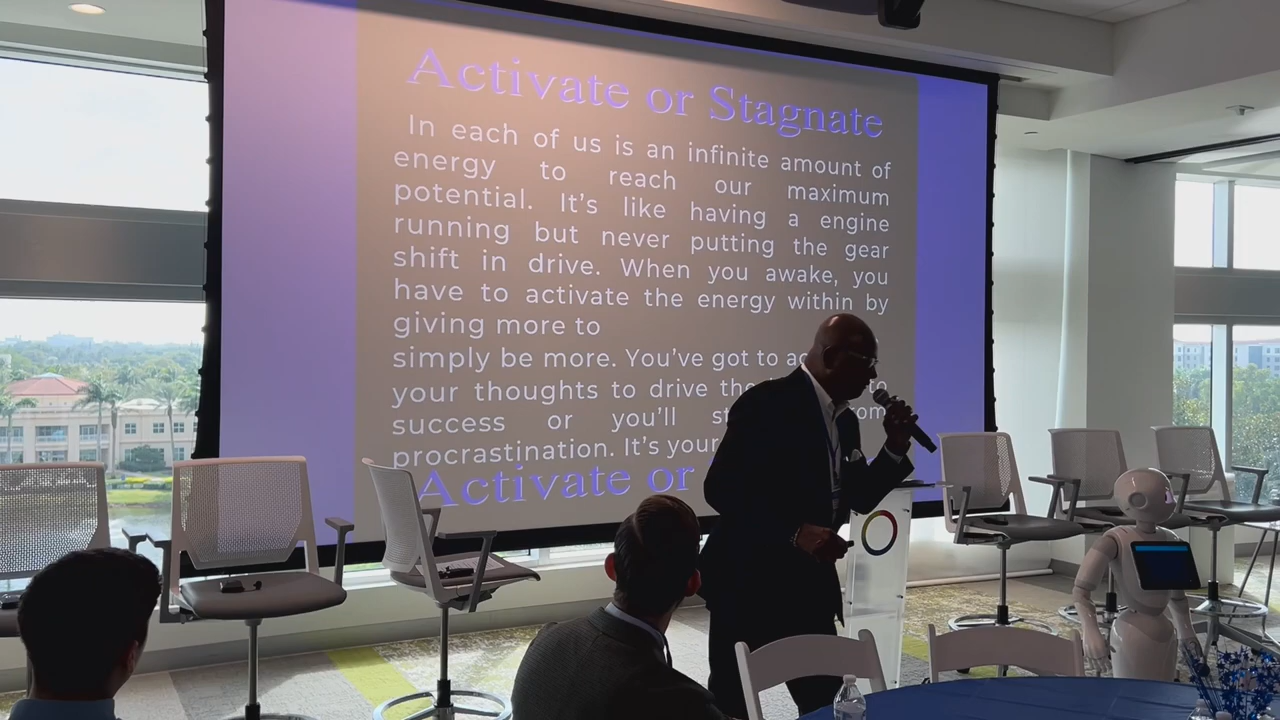 Activate or Stagnate
In each of us is an infinite amount of
energy to reach our maximum
potential. It's like having a engine
running but never putting the gear
shift in drive. When you awake, you
have to activate the energy within by
giving more to
simply be more. You've got to
your thoughts to drive to
success or you'll
procrastination. It's your
Activate or